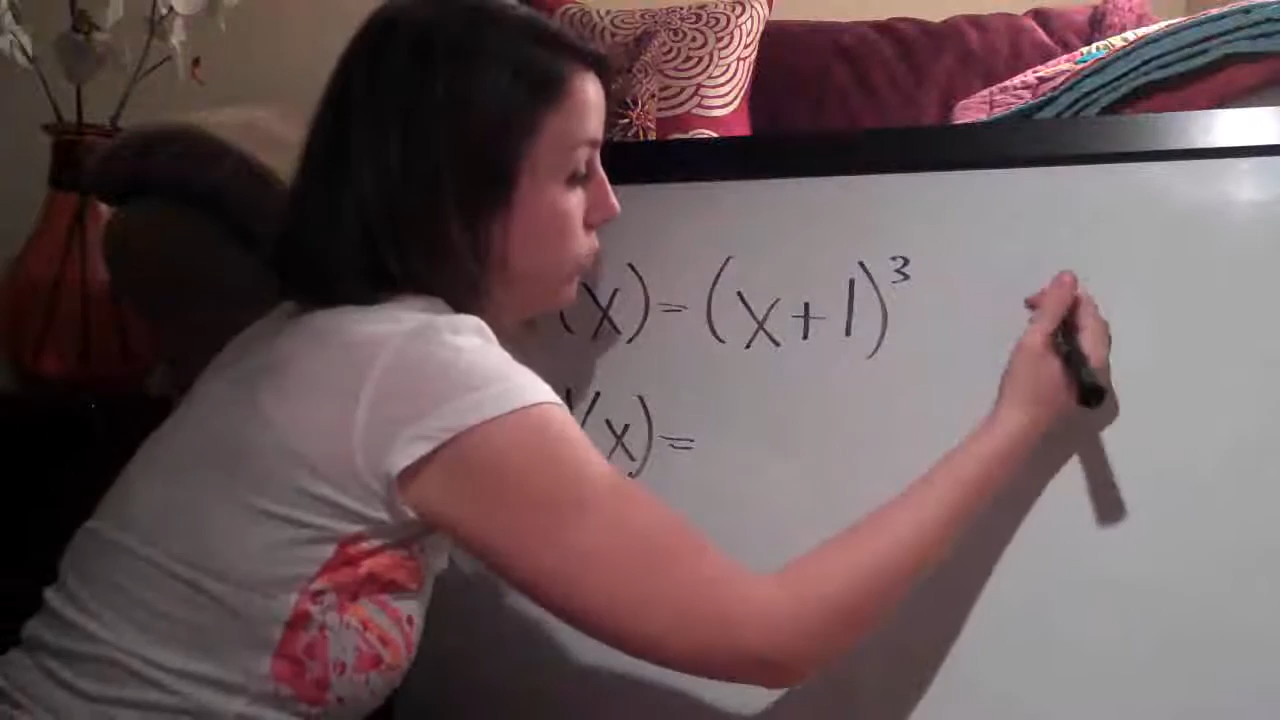 (x) = (x + 1)³
'(x) =